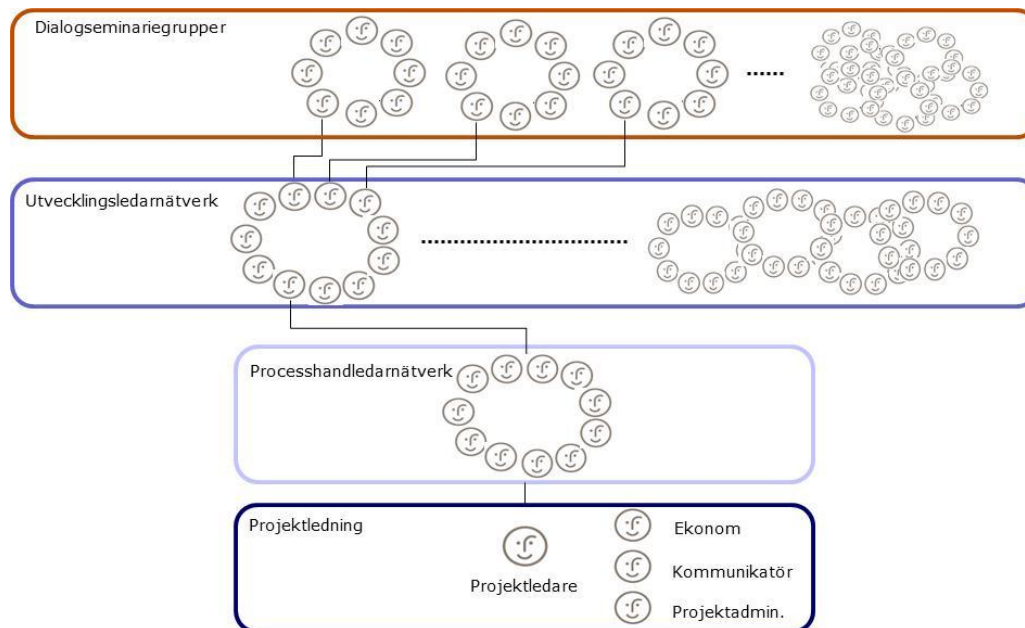 Dialogseminariegrupper
Utvecklingsledarnätverk
Processhandledarnätverk
Projektledning
Projektledare
Ekonom
Kommunikatör
Projektadmin.